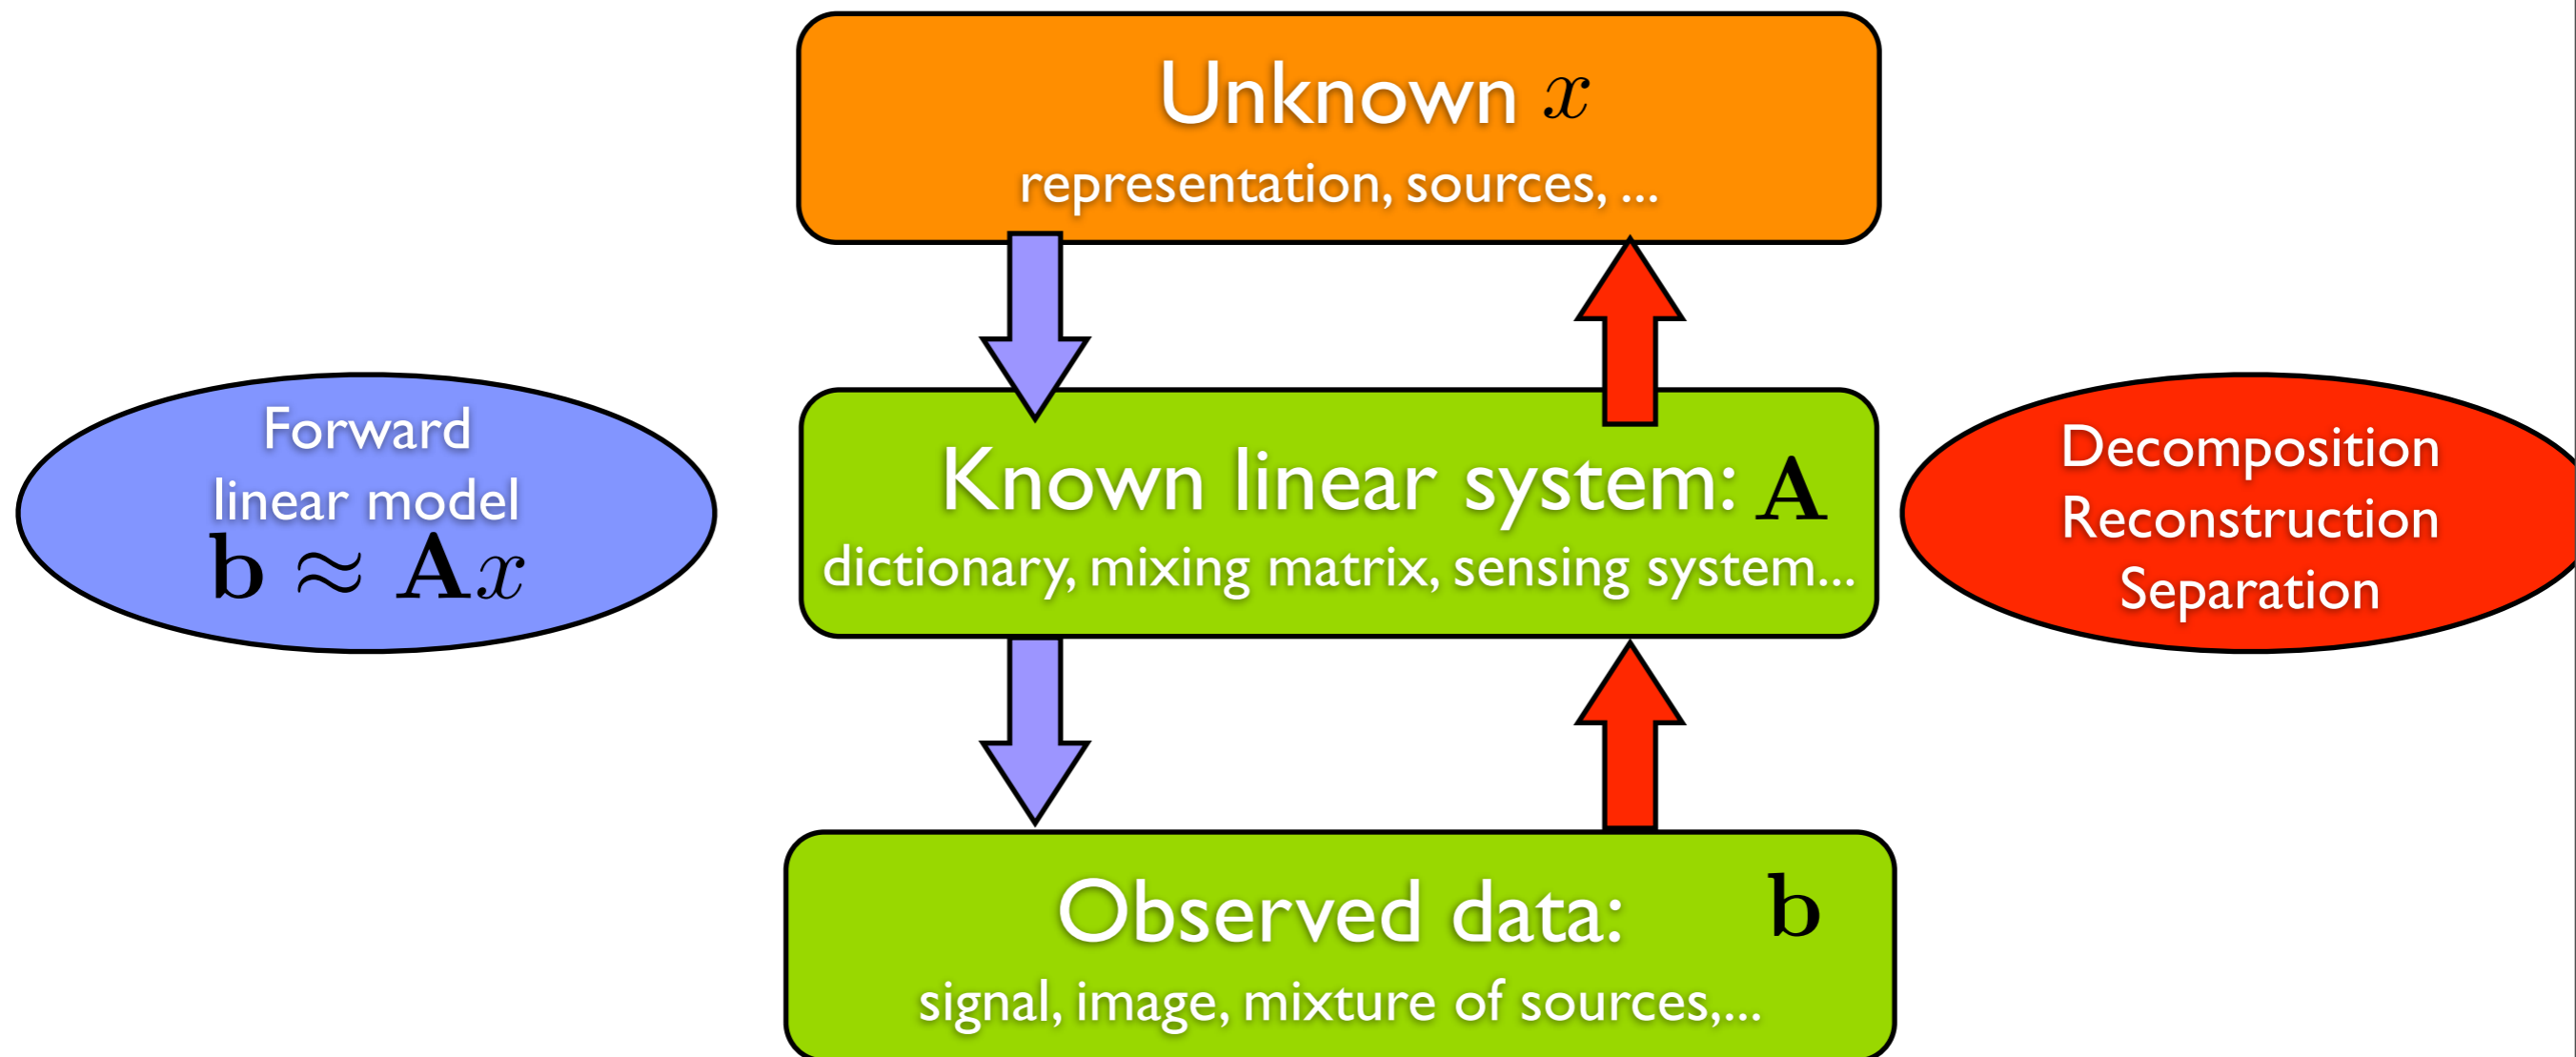 Unknown x
representation, sources, ...
Forward
linear model
b ≈ Ax
Known linear system: A
dictionary, mixing matrix, sensing system...
Decomposition
Reconstruction
Separation
Observed data: b
signal, image, mixture of sources,...